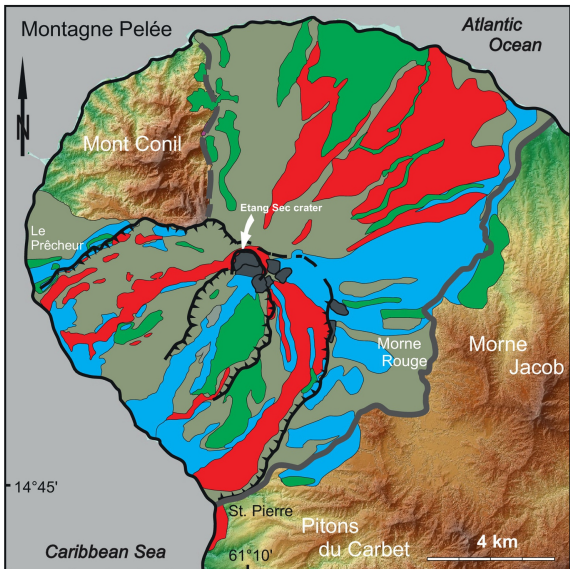 Montagne Pelée
Atlantic
Ocean
N
Mont Conil
Etang Sec crater
Le
Prêcheur
Morne
Rouge
Morne
Jacob
14°45'
St. Pierre
Pitons
du Carbet
4 km
Caribbean Sea
61°10'